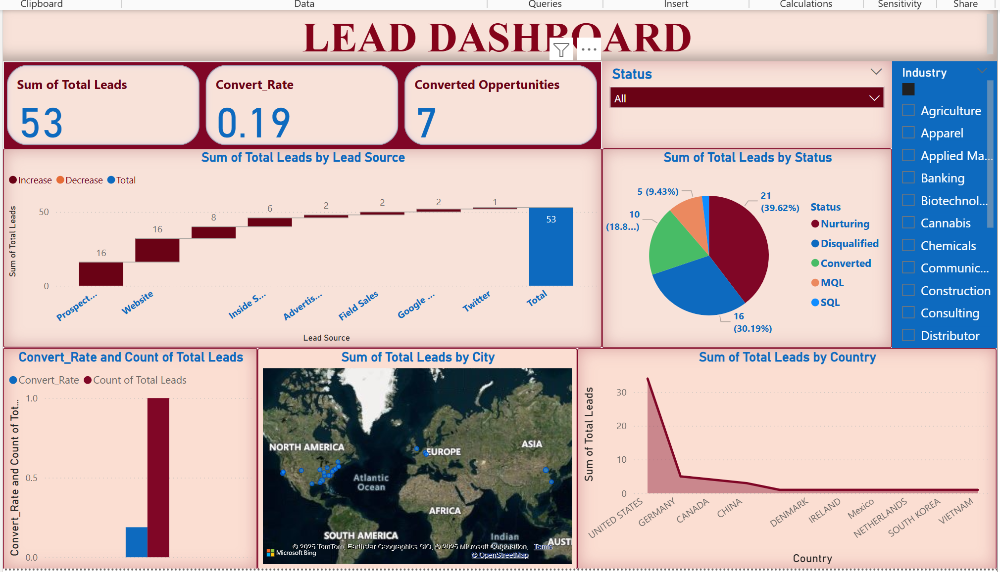 Clipboard
Data
Queries
Insert
Calculations
Sensitivity
Share
LEAD DASHBOARD
Sum of Total Leads
53
Convert_Rate
0.19
Converted Oppertunities
7
Status
All
Industry
Agriculture
Apparel
Applied Ma...
Banking
Biotechnol...
Cannabis
Chemicals
Communic...
Construction
Consulting
Distributor
Sum of Total Leads by Lead Source
Increase
Decrease
Total
Sum of Total Leads
50
0
16
16
8
6
2
2
2
1
53
Prospect...
Website
Inside S...
Advertis...
Field Sales
Google ...
Twitter
Total
Lead Source
Sum of Total Leads by Status
5 (9.43%)
21
(39.62%)
10
(18.8...)
16
(30.19%)
Status
Nurturing
Disqualified
Converted
MQL
SQL
Convert_Rate and Count of Total Leads
Convert_Rate
Count of Total Leads
Convert_Rate and Count of Tot...
1.0
0.5
0.0
Sum of Total Leads by City
NORTH AMERICA
EUROPE
ASIA
Atlantic
Ocean
AFRICA
SOUTH AMERICA
Indian
AUST
© 2025 TomTom, Earthstar Geographics SIO, © 2025 Microsoft Corporation, Terms
Microsoft Bing
© OpenStreetMap
Sum of Total Leads by Country
Sum of Total Leads
30
20
10
0
UNITED STATES
GERMANY
CANADA
CHINA
DENMARK
IRELAND
Mexico
NETHERLANDS
SOUTH KOREA
VIETNAM
Country